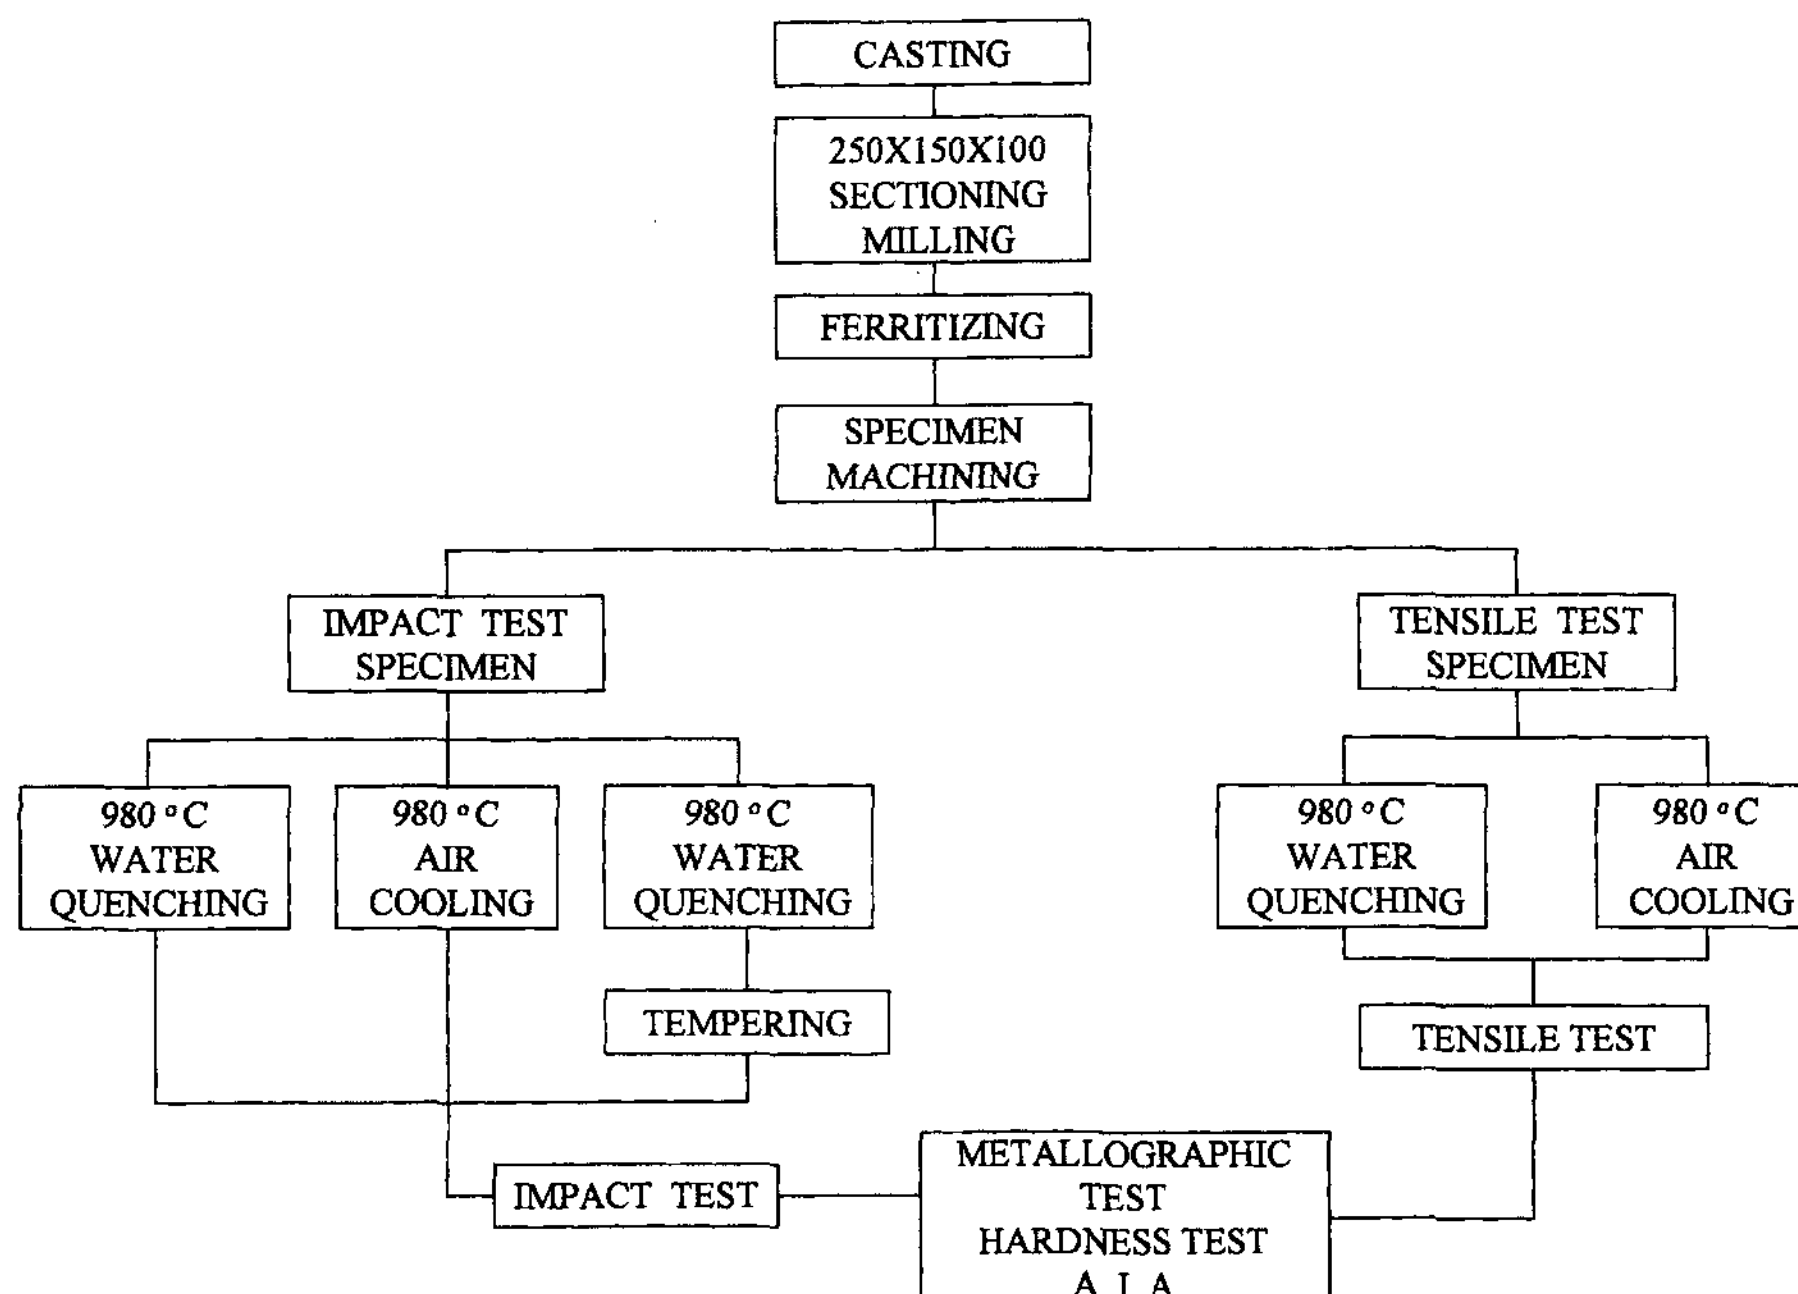 CASTING
250X150X100
SECTIONING
MILLING
FERRITIZING
SPECIMEN
MACHINING
IMPACT TEST
SPECIMEN
TENSILE TEST
SPECIMEN
980 °C
WATER
QUENCHING
980 °C
AIR
COOLING
980 °C
WATER
QUENCHING
980 °C
WATER
QUENCHING
980 °C
AIR
COOLING
TEMPERING
TENSILE TEST
IMPACT TEST
METALLOGRAPHIC
TEST
HARDNESS TEST
A. I. A